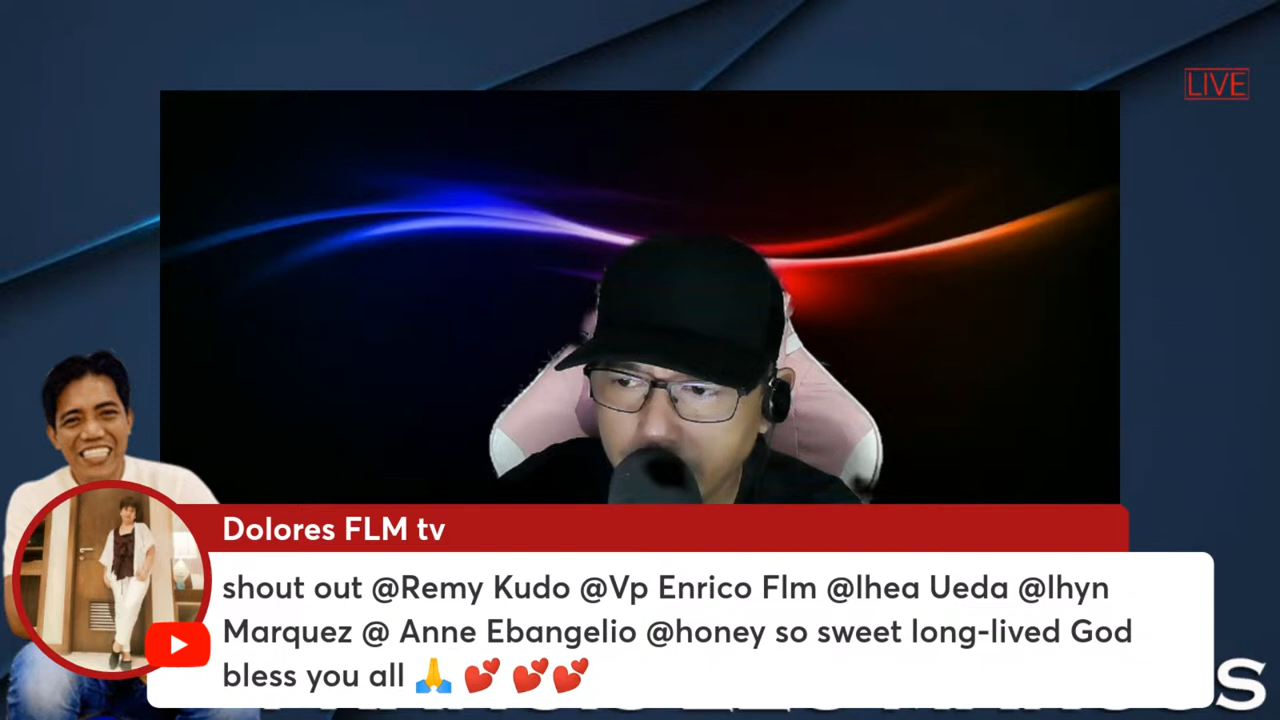 LIVE
Dolores FLM tv
shout out @Remy Kudo @Vp Enrico Flm @lhea Ueda @lhyn
Marquez @ Anne Ebangelio @honey so sweet long-lived God
bless you all 🙏 💕 💕💕